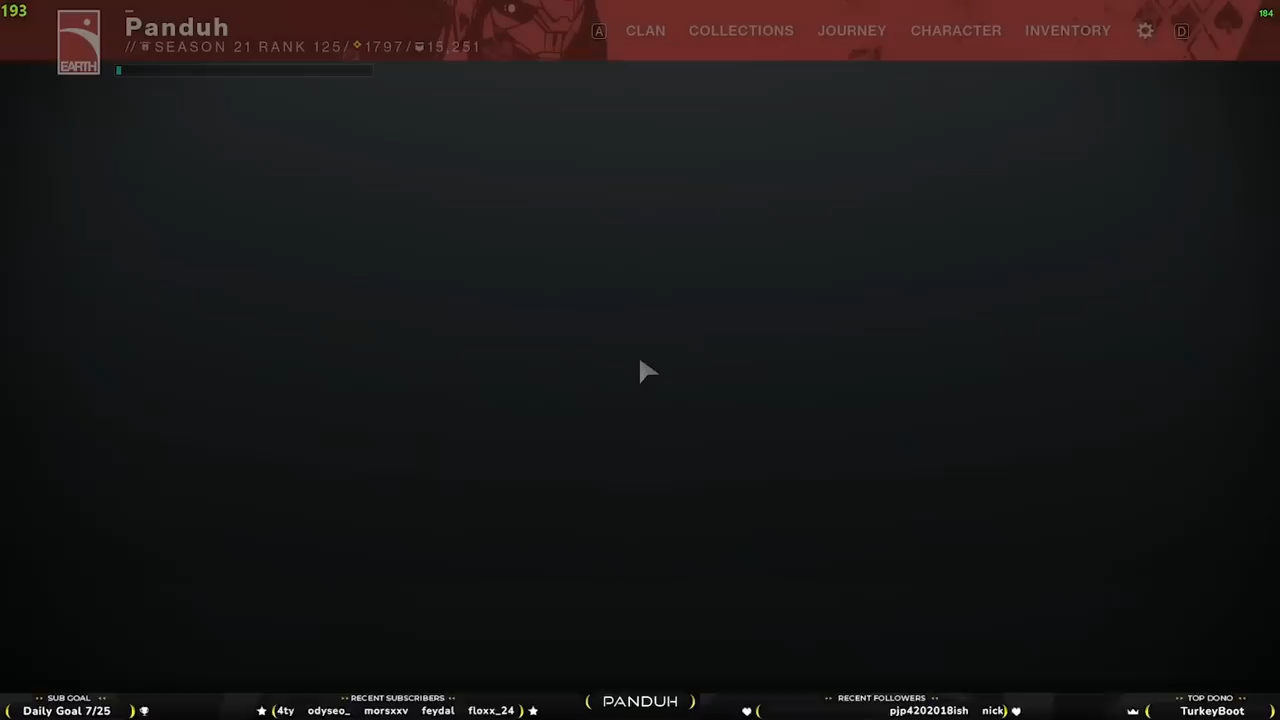 193
Panduh
// SEASON 21 RANK 125/ 1797/ 15,251
EARTH
A CLAN COLLECTIONS JOURNEY CHARACTER INVENTORY D
184
SUB GOAL
Daily Goal 7/25
RECENT SUBSCRIBERS
(4ty odyseo_ morsxxv feydal floxx_24 )
( PANDUH )
RECENT FOLLOWERS
( pjp4202018ish nick)
TOP DONO
( TurkeyBoot )